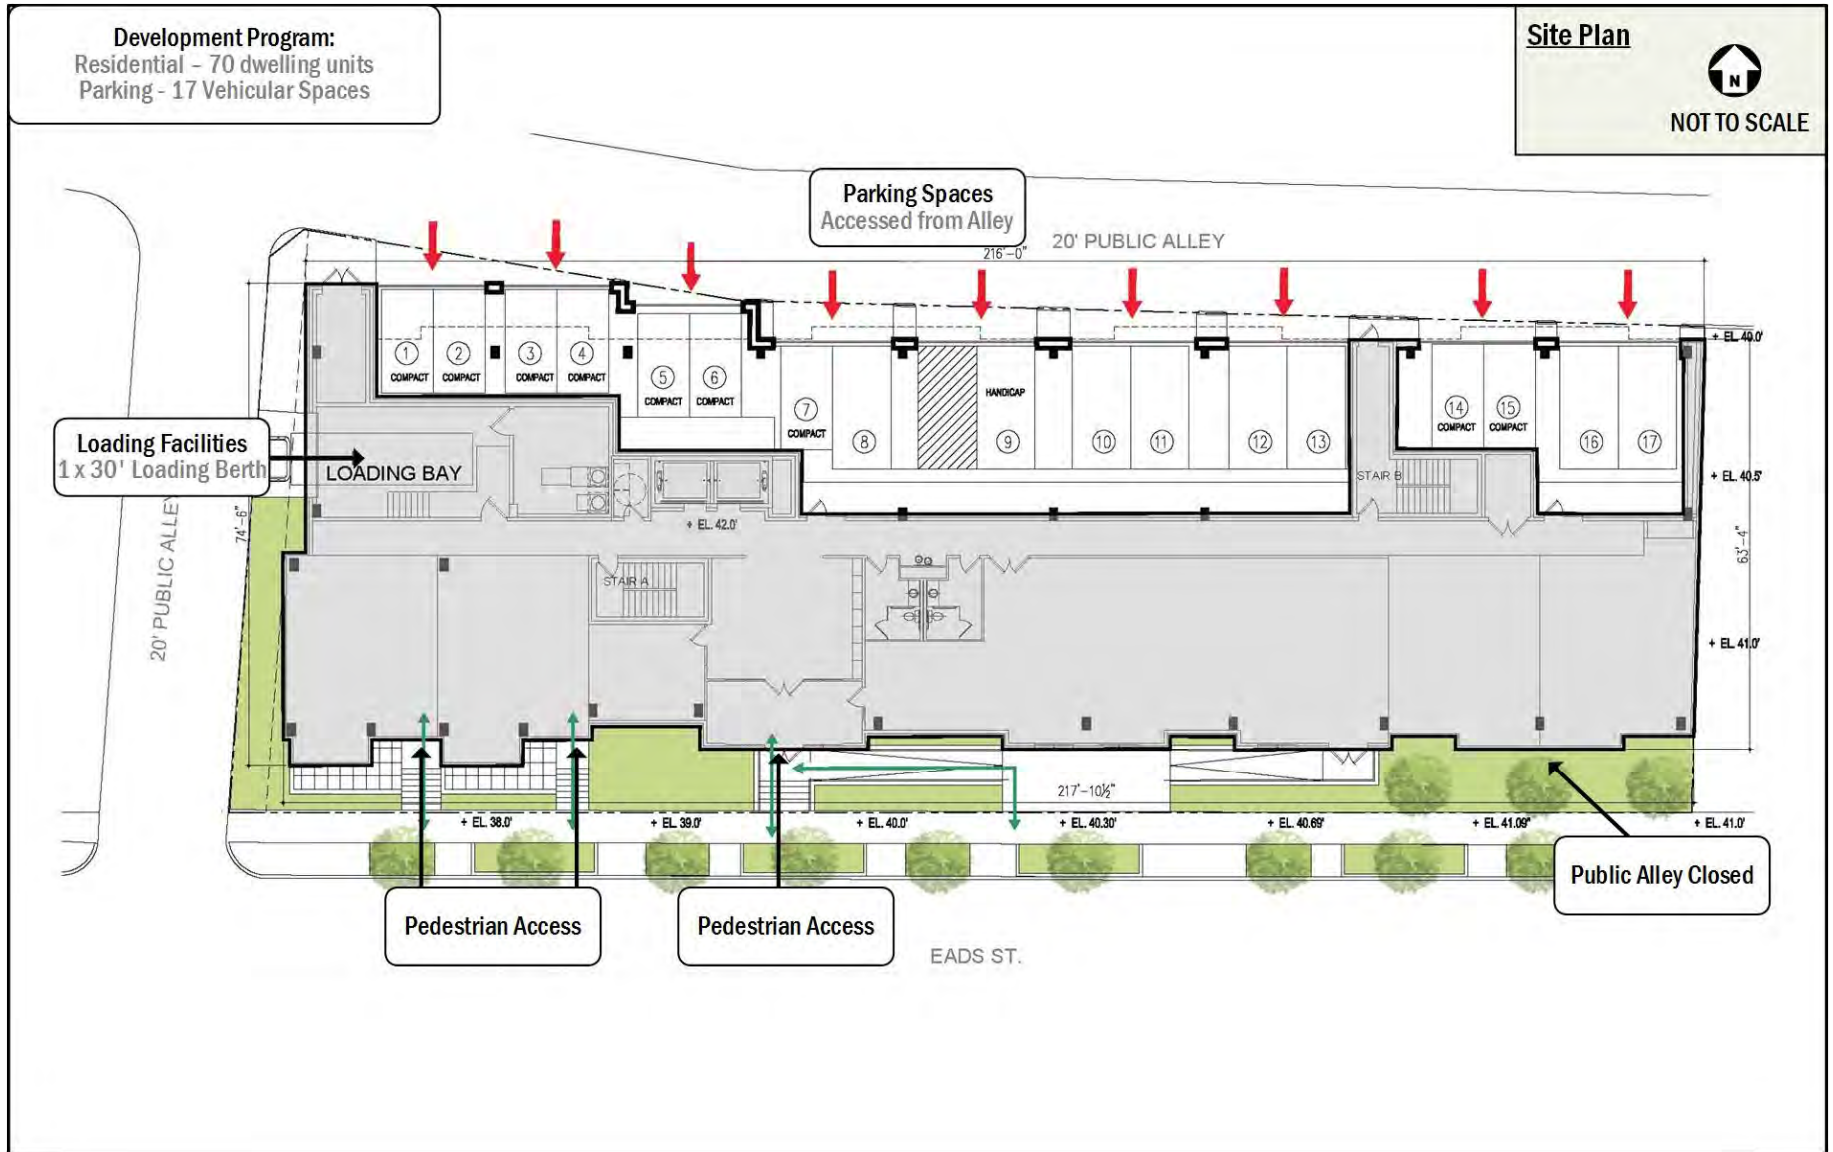 Development Program:
Residential - 70 dwelling units
Parking - 17 Vehicular Spaces
Site Plan
N
NOT TO SCALE
Parking Spaces
Accessed from Alley
20' PUBLIC ALLEY
216'-0"
+ EL. 40.0'
1
COMPACT
2
COMPACT
3
COMPACT
4
COMPACT
5
COMPACT
6
COMPACT
7
COMPACT
8
HANDICAP
9
10
11
12
13
14
COMPACT
15
COMPACT
16
17
Loading Facilities
1 x 30' Loading Berth
LOADING BAY
STAIR B
+ EL. 40.5'
20' PUBLIC ALLEY
74'-6"
+ EL. 42.0'
63'-4"
STAIR A
+ EL. 41.0'
217'-10½"
+ EL. 38.0'
+ EL. 39.0'
+ EL. 40.0'
+ EL. 40.30'
+ EL. 40.69'
+ EL. 41.09"
+ EL. 41.0'
Public Alley Closed
Pedestrian Access
Pedestrian Access
EADS ST.